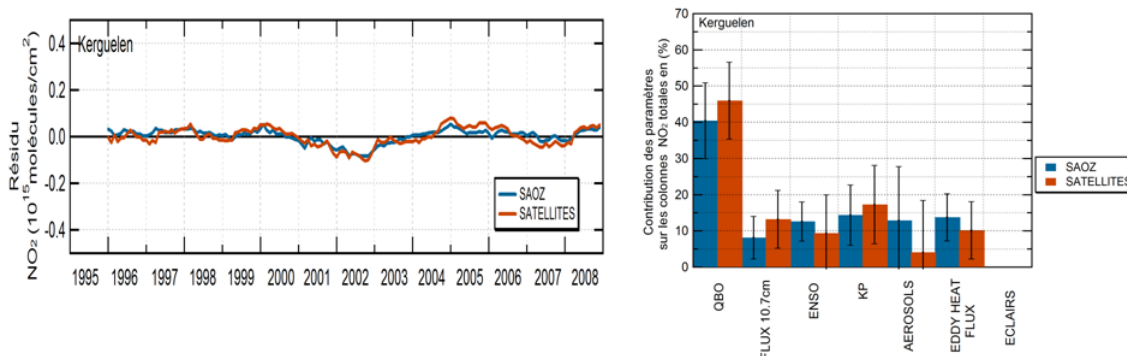 Kerguelen
Résidu
NO₂ (10¹⁵ molécules/cm²)
0.4
0.2
0.0
-0.2
-0.4
SAOZ
SATELLITES
1995 1996 1997 1998 1999 2000 2001 2002 2003 2004 2005 2006 2007 2008
Kerguelen
Contribution des paramètres
sur les colonnes NO₂ totales en (%)
70
60
50
40
30
20
10
0
QBO
FLUX 10.7cm
ENSO
KP
AEROSOLS
EDDY HEAT
FLUX
ECLAIRS
SAOZ
SATELLITES